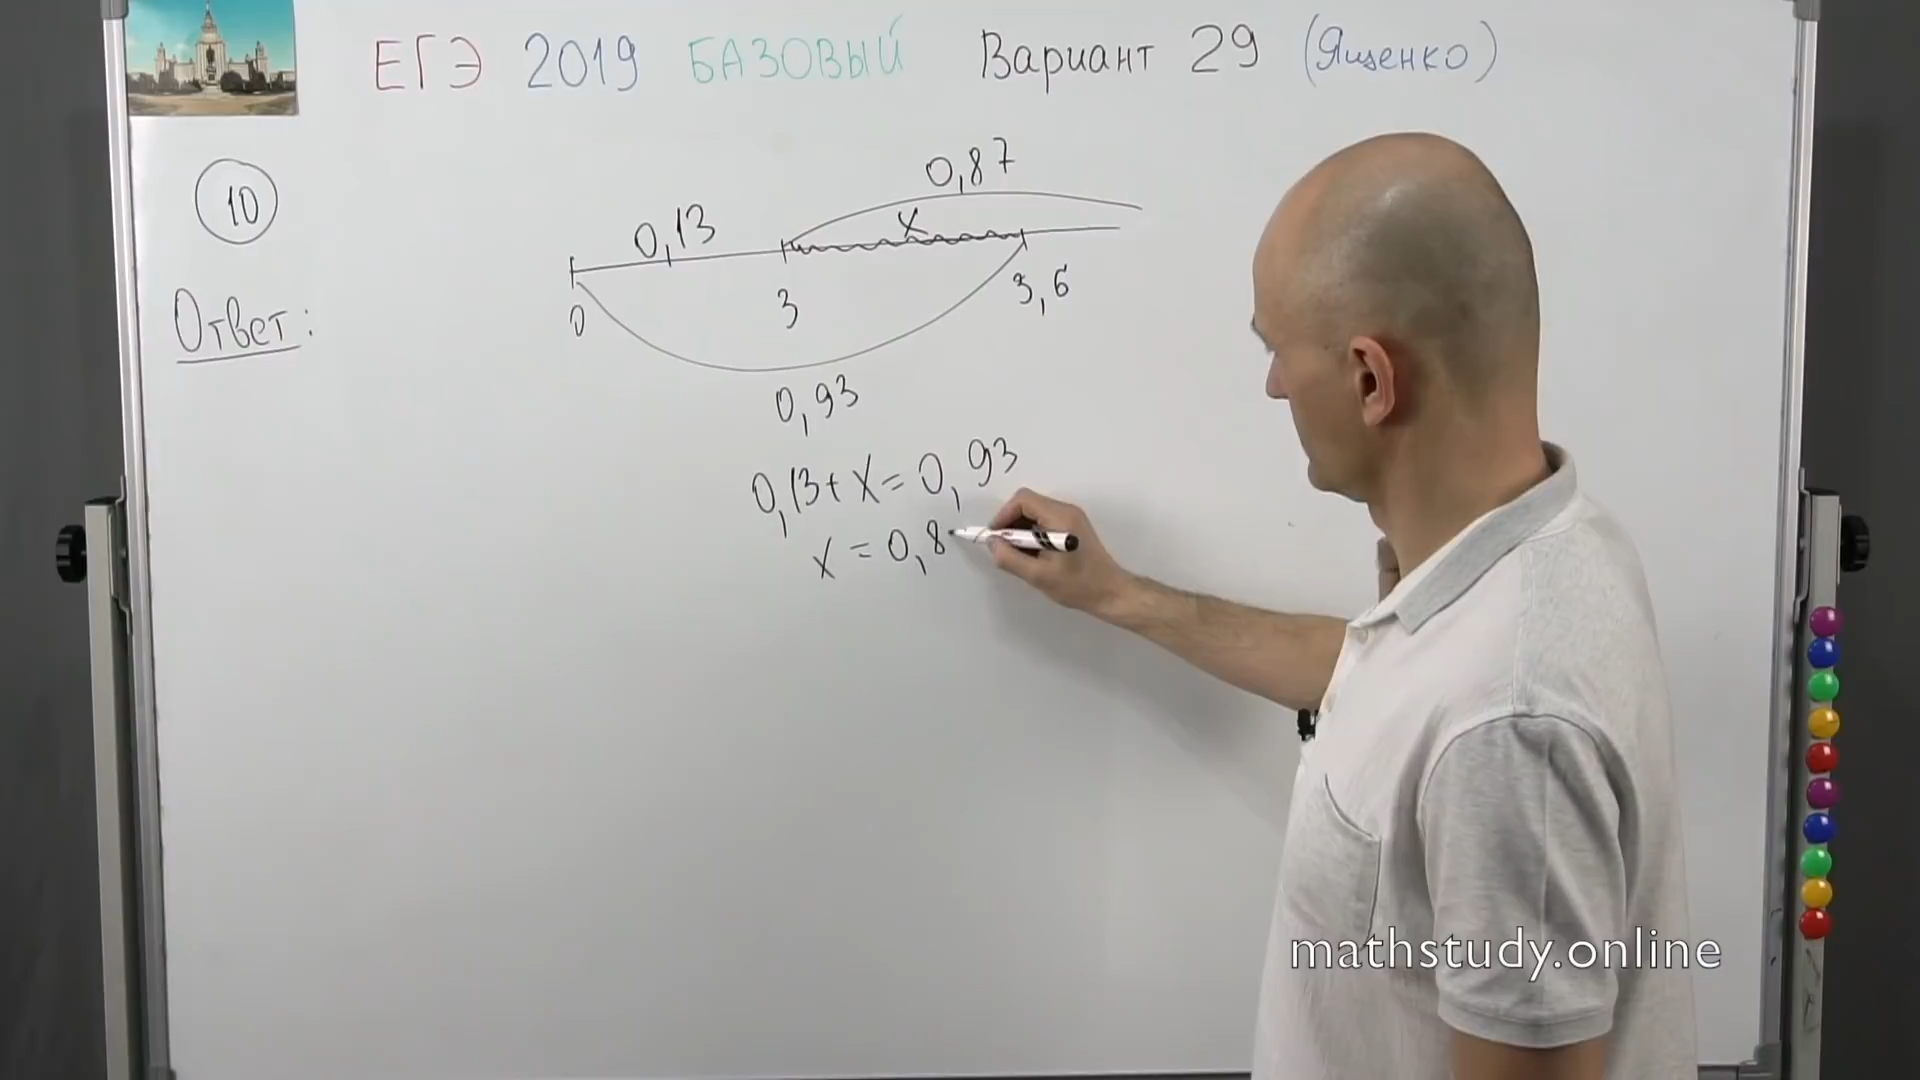 ЕГЭ 2019 БАЗОВЫЙ Вариант 29 (Ященко)
10
0,87
0,13
x
0
3
3,6
Ответ:
0,93
0,13+x=0,93
x=0,8
mathstudy.online